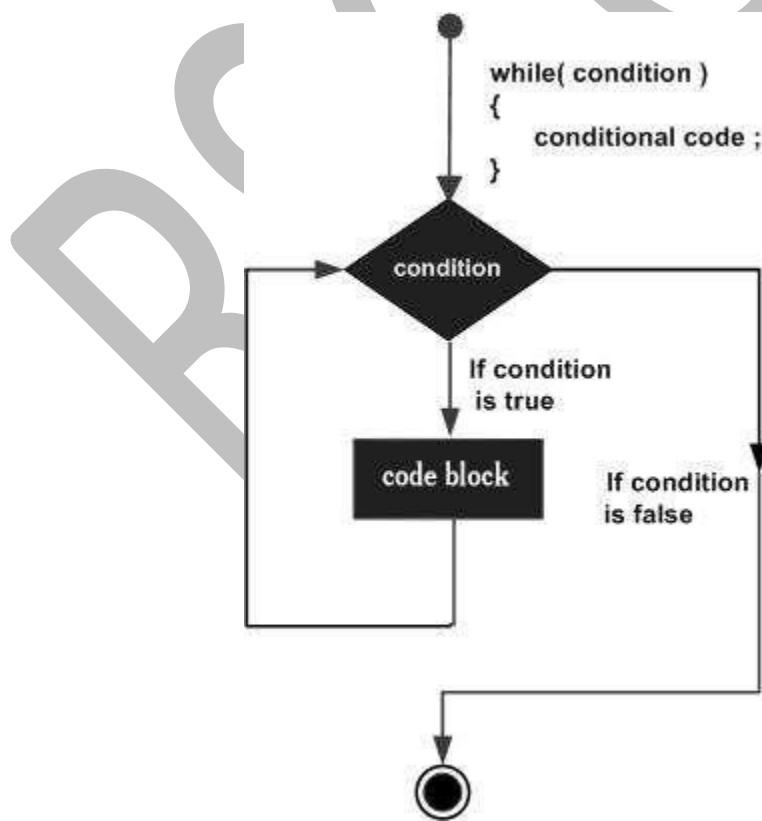 while( condition )
{
conditional code ;
}
condition
If condition
is true
code block
If condition
is false